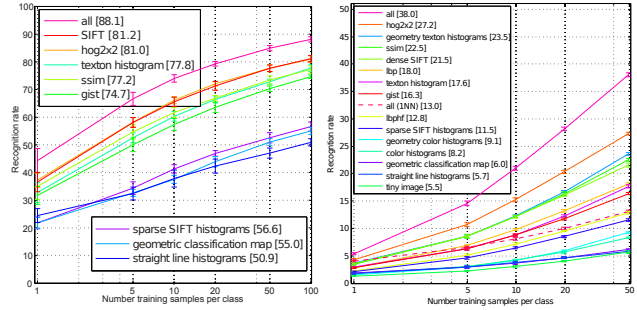 100
90
80
70
60
50
40
30
20
10
0
Recognition rate
all [88.1]
SIFT [81.2]
hog2x2 [81.0]
texton histogram [77.8]
ssim [77.2]
gist [74.7]
sparse SIFT histograms [56.6]
geometric classification map [55.0]
straight line histograms [50.9]
1
5
10
20
50
100
Number training samples per class
50
45
40
35
30
25
20
15
10
5
0
Recognition rate
all [38.0]
hog2x2 [27.2]
geometry texton histograms [23.5]
ssim [22.5]
dense SIFT [21.5]
lbp [18.0]
texton histogram [17.6]
gist [16.3]
all (1NN) [13.0]
lbphf [12.8]
sparse SIFT histograms [11.5]
geometry color histograms [9.1]
color histograms [8.2]
geometric classification map [6.0]
straight line histograms [5.7]
tiny image [5.5]
1
5
10
20
50
Number training samples per class